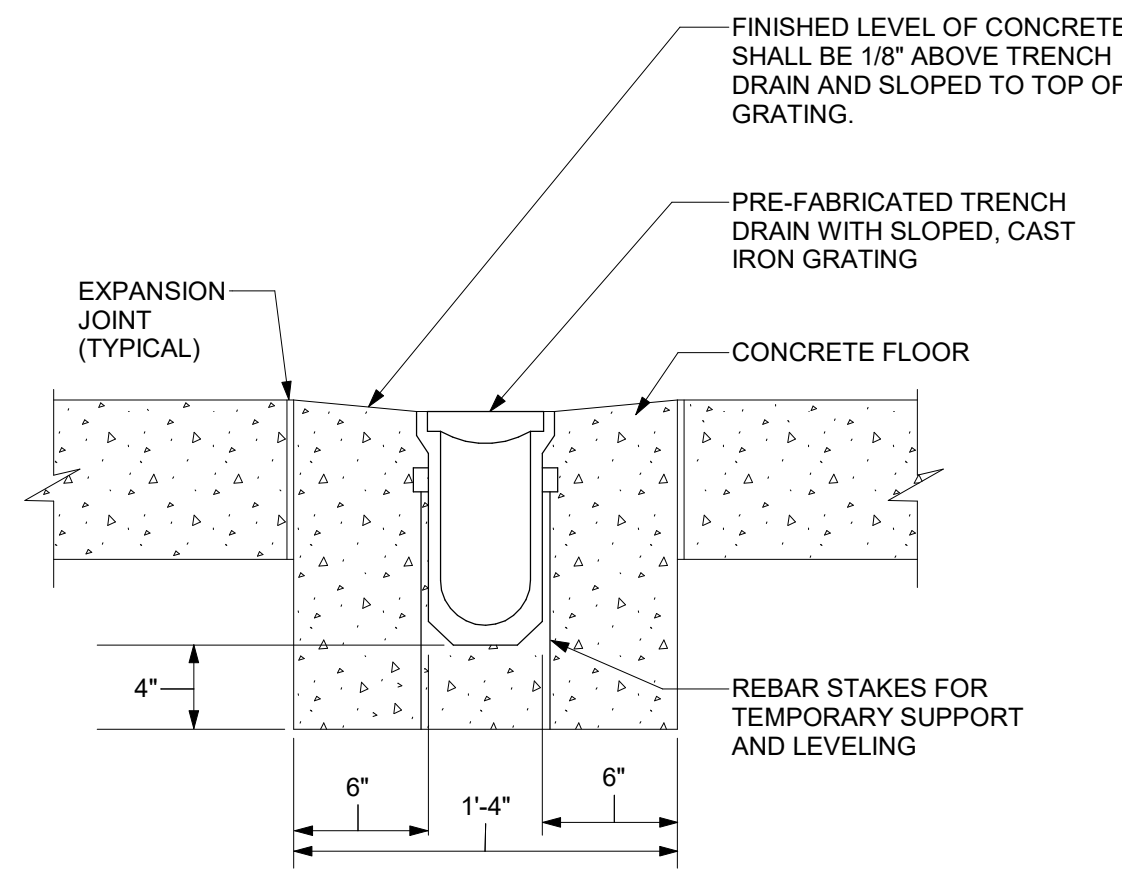 FINISHED LEVEL OF CONCRETE
SHALL BE 1/8" ABOVE TRENCH
DRAIN AND SLOPED TO TOP OF
GRATING.
PRE-FABRICATED TRENCH
DRAIN WITH SLOPED, CAST
IRON GRATING
EXPANSION
JOINT
(TYPICAL)
CONCRETE FLOOR
4"
REBAR STAKES FOR
TEMPORARY SUPPORT
AND LEVELING
6"
1'-4"
6"